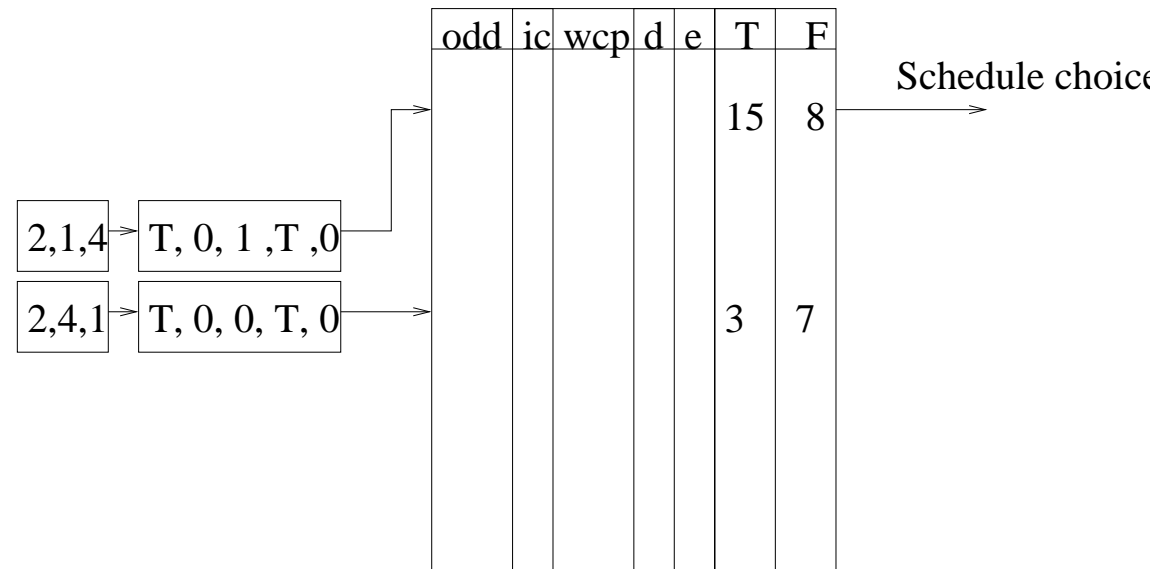 odd ic wcp d e T F
Schedule choice
15 8
2,1,4 T, 0, 1 ,T ,0
2,4,1 T, 0, 0, T, 0 3 7